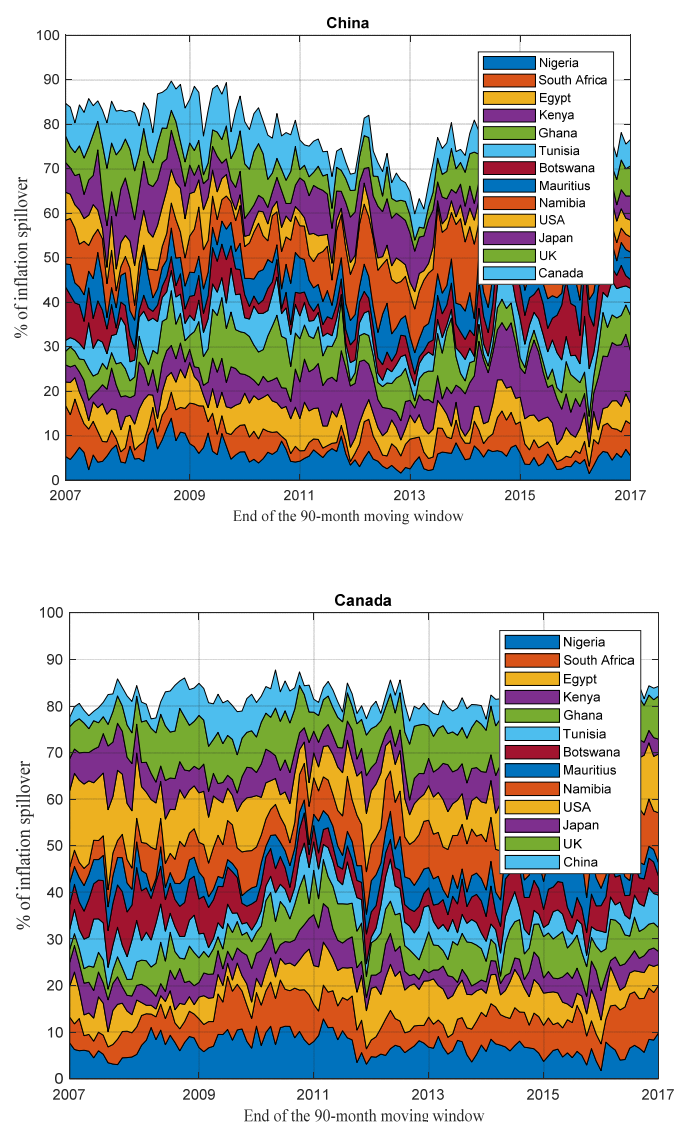 China
100
90
80
70
60
50
40
30
20
10
0
% of inflation spillover
Nigeria
South Africa
Egypt
Kenya
Ghana
Tunisia
Botswana
Mauritius
Namibia
USA
Japan
UK
Canada
2007 2009 2011 2013 2015 2017
End of the 90-month moving window
Canada
100
90
80
70
60
50
40
30
20
10
0
% of inflation spillover
Nigeria
South Africa
Egypt
Kenya
Ghana
Tunisia
Botswana
Mauritius
Namibia
USA
Japan
UK
China
2007 2009 2011 2013 2015 2017
End of the 90-month moving window